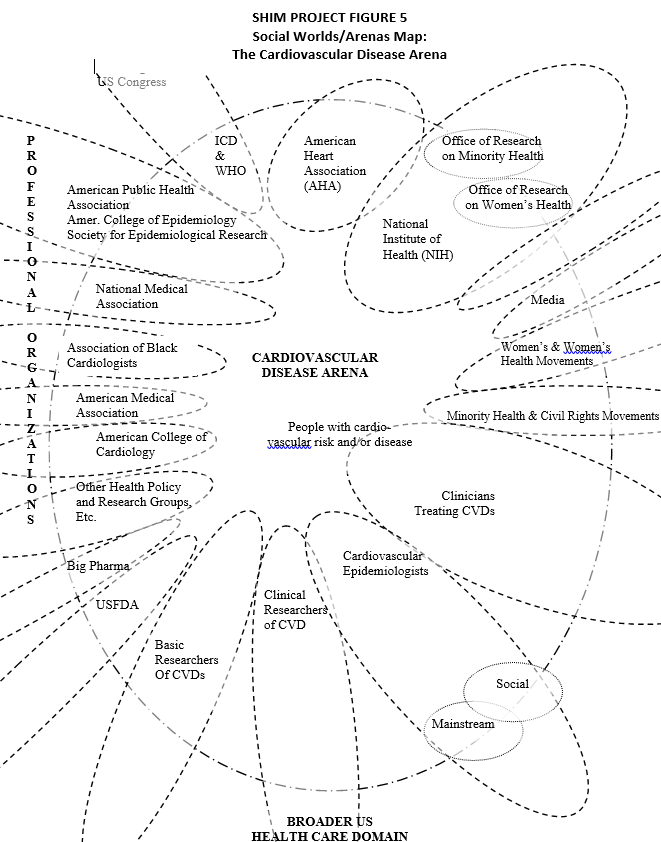 SHIM PROJECT FIGURE 5
Social Worlds/Arenas Map:
The Cardiovascular Disease Arena
US Congress
PROFESSIONAL ORGANIZATIONS
ICD
&
WHO
American
Heart
Association
(AHA)
Office of Research
on Minority Health
Office of Research
on Women's Health
National
Institute of
Health (NIH)
American Public Health
Association
Amer. College of Epidemiology
Society for Epidemiological Research
National Medical
Association
Media
Association of Black
Cardiologists
CARDIOVASCULAR
DISEASE ARENA
Women's & Women's
Health Movements
American Medical
Association
Minority Health & Civil Rights Movements
American College of
Cardiology
People with cardio-
vascular risk and/or disease
Other Health Policy
and Research Groups,
Etc.
Clinicians
Treating CVDs
Big Pharma
Cardiovascular
Epidemiologists
USFDA
Clinical
Researchers
of CVD
Basic
Researchers
Of CVDs
Social
Mainstream
BROADER US
HEALTH CARE DOMAIN